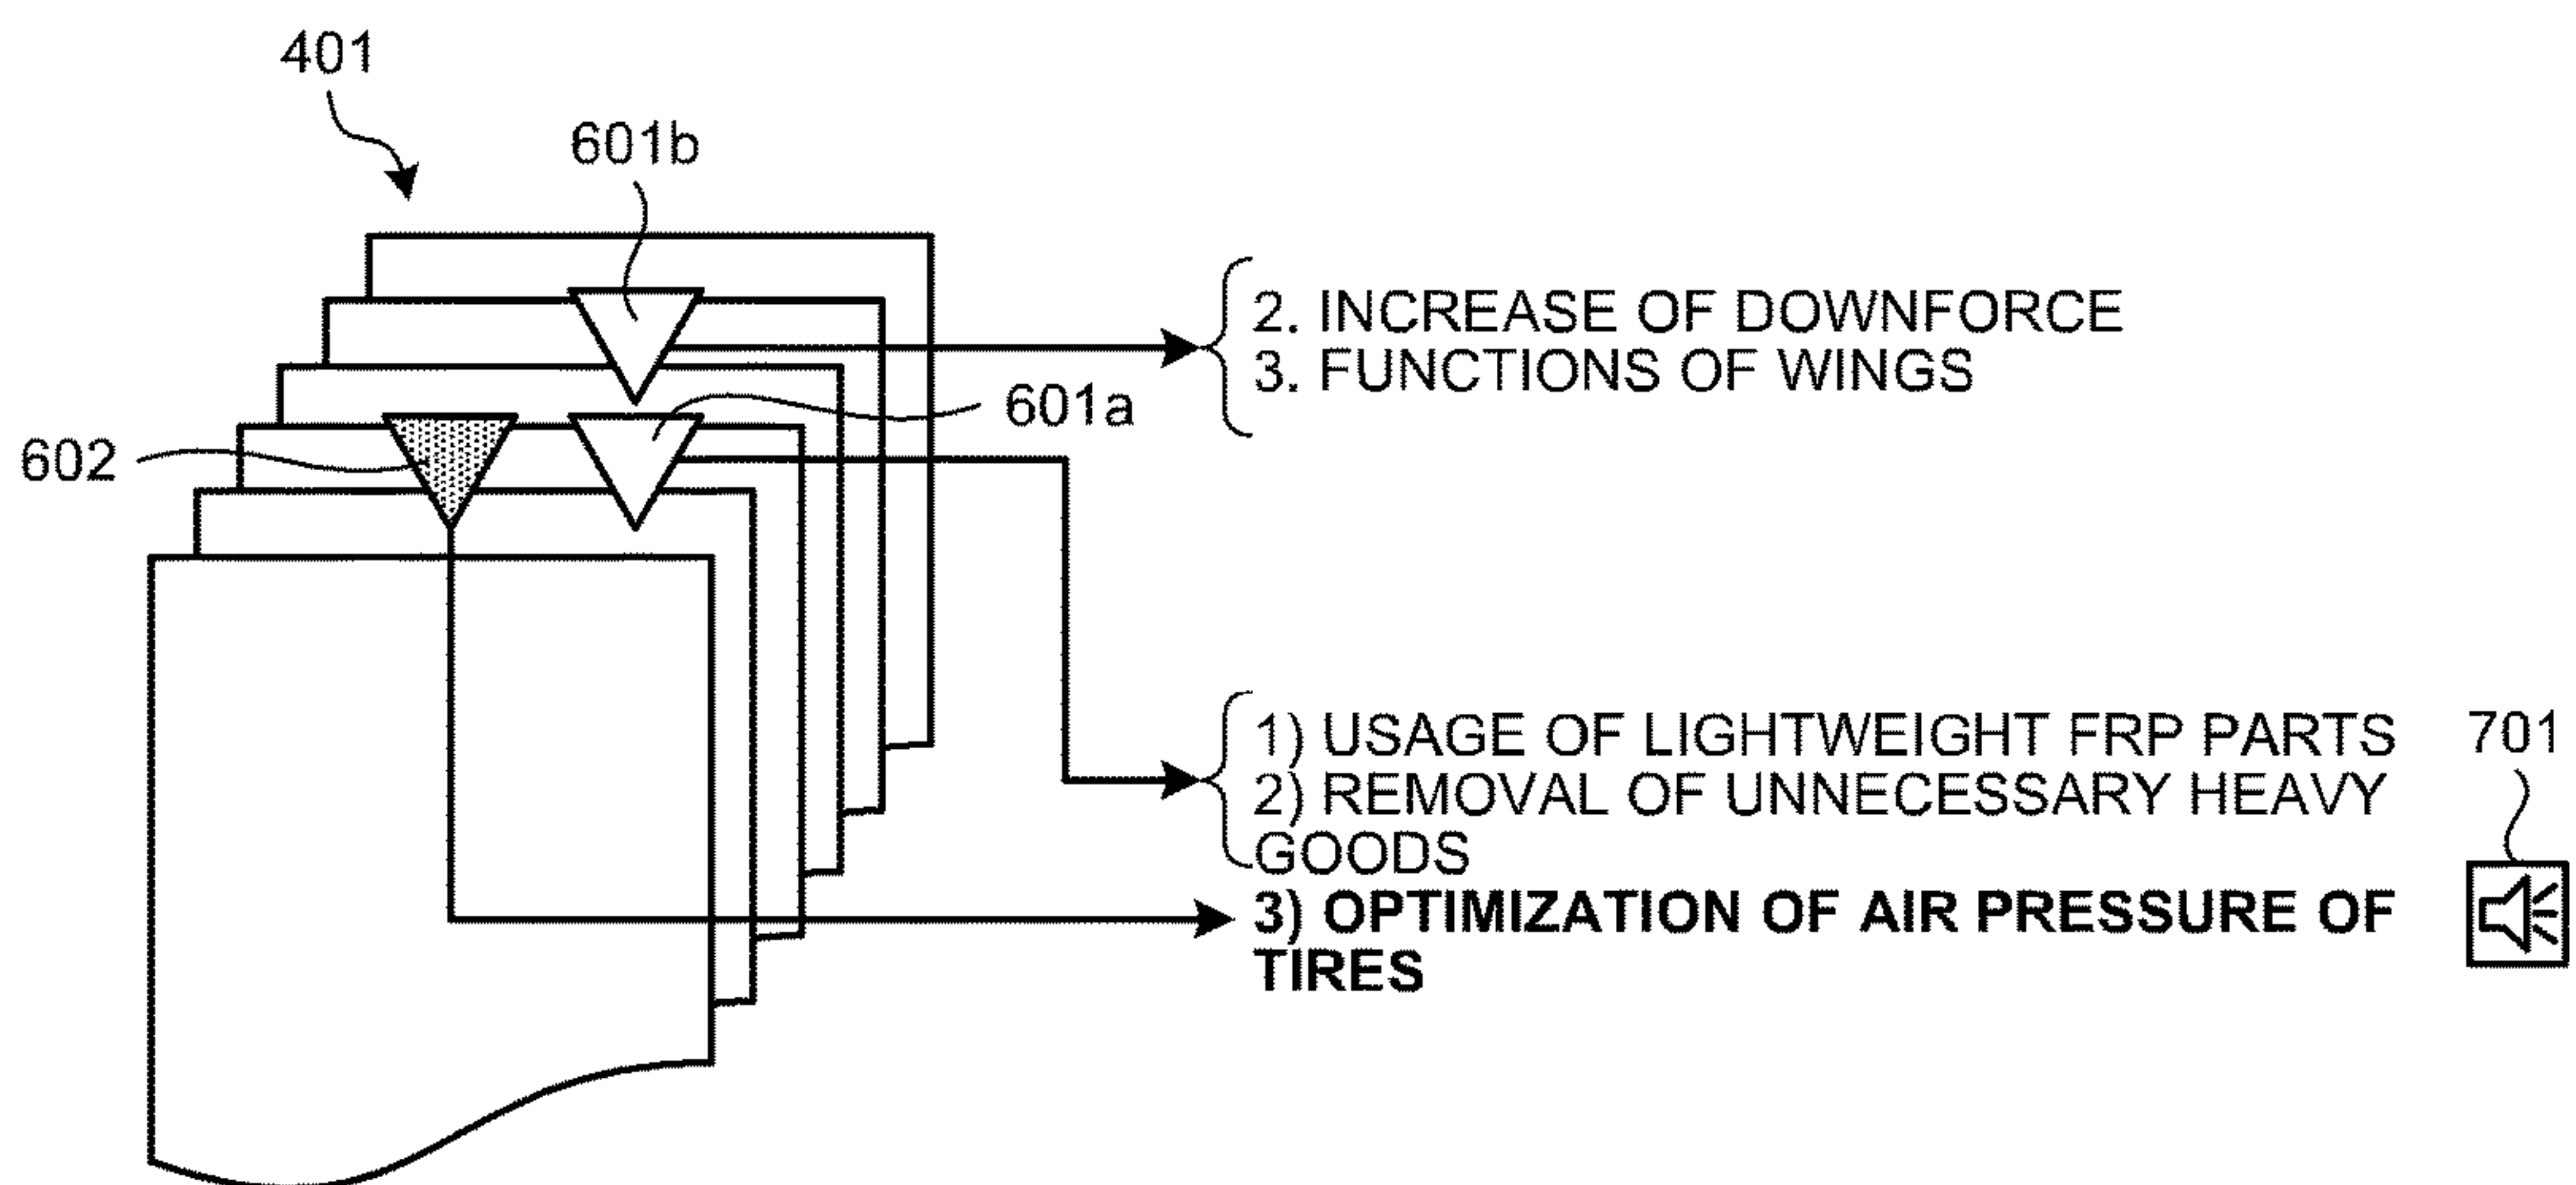 401
601b
2. INCREASE OF DOWNFORCE
3. FUNCTIONS OF WINGS
601a
602
1) USAGE OF LIGHTWEIGHT FRP PARTS
2) REMOVAL OF UNNECESSARY HEAVY
GOODS
701
3) OPTIMIZATION OF AIR PRESSURE OF
TIRES